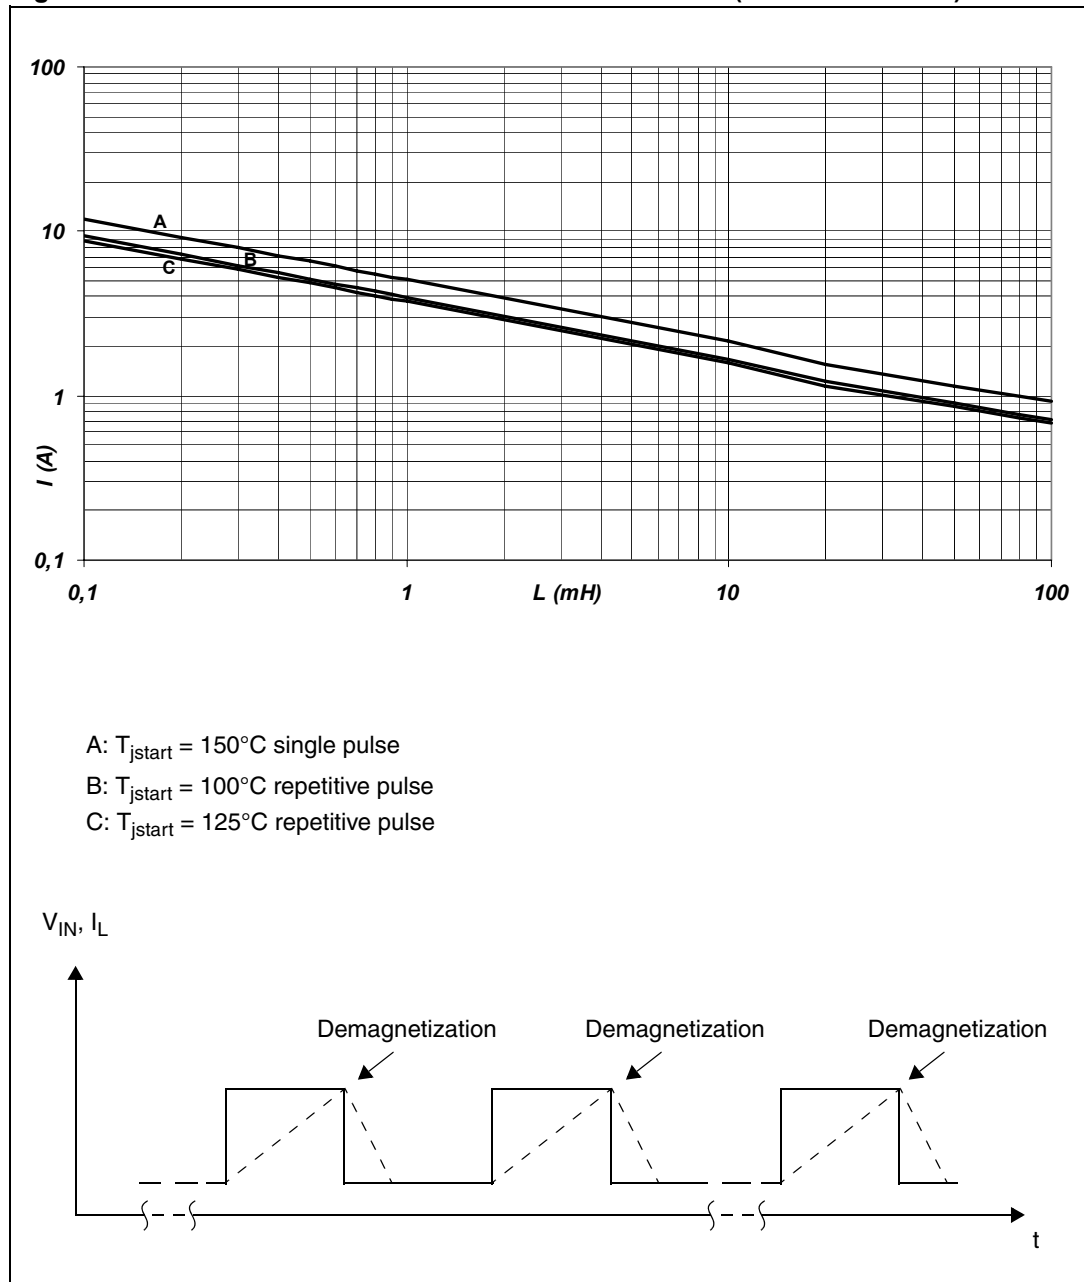 100
10
1
0,1
I (A)
A
B
C
0,1 1 L (mH) 10 100
A: Tjstart = 150°C single pulse
B: Tjstart = 100°C repetitive pulse
C: Tjstart = 125°C repetitive pulse
VIN, IL
Demagnetization Demagnetization Demagnetization
t